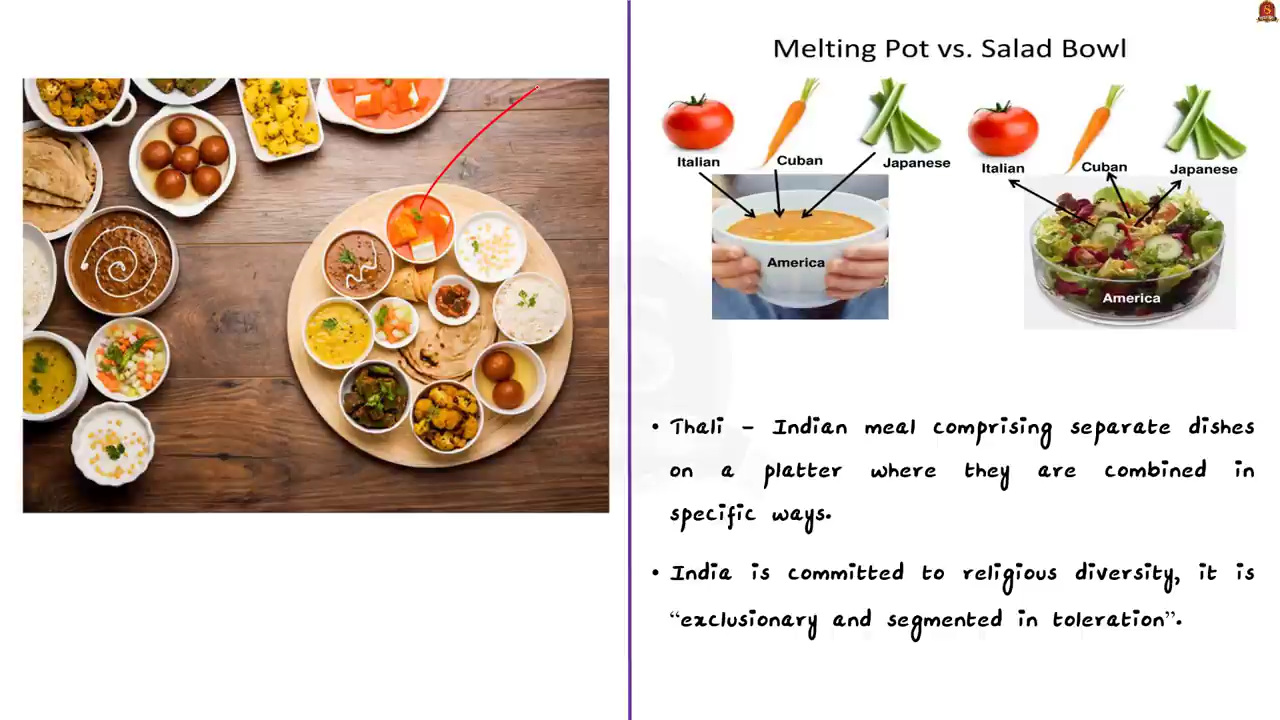 Melting Pot vs. Salad Bowl
Italian
Cuban
Japanese
America
Italian
Cuban
Japanese
America
• Thali – Indian meal comprising separate dishes
on a platter where they are combined in
specific ways.
• India is committed to religious diversity, it is
“exclusionary and segmented in toleration”.